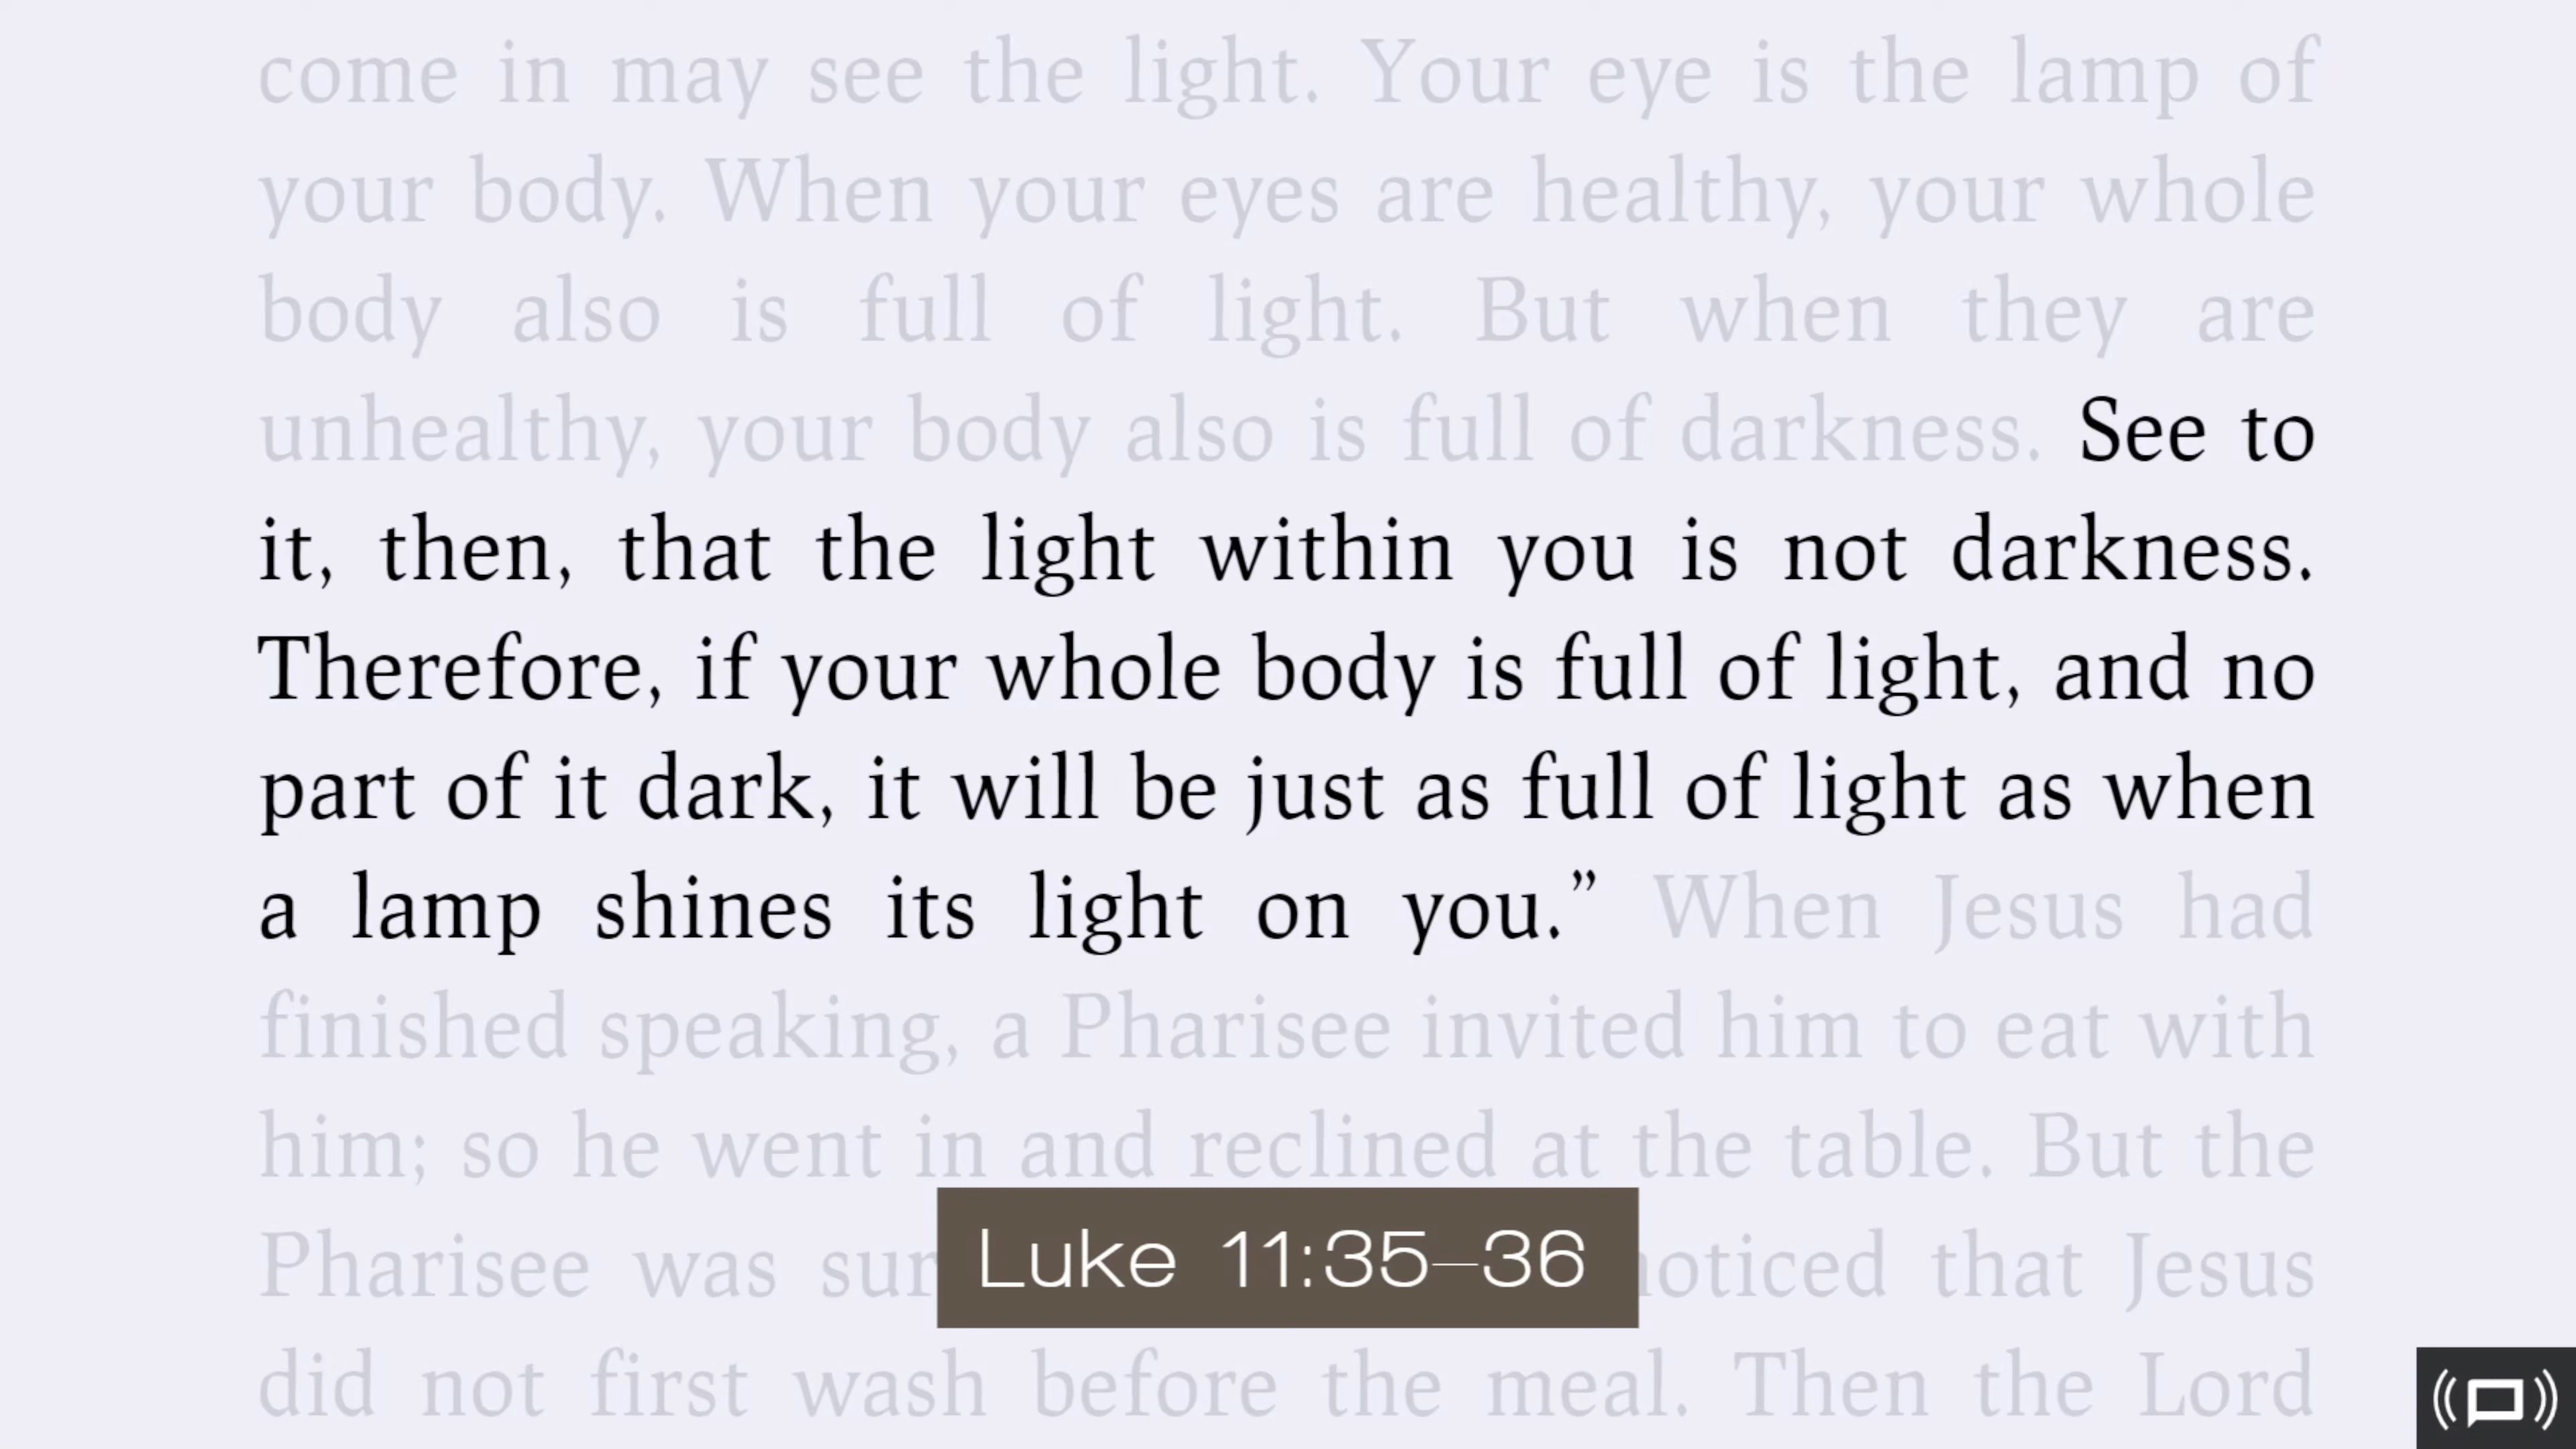 come in may see the light. Your eye is the lamp of
your body. When your eyes are healthy, your whole
body also is full of light. But when they are
unhealthy, your body also is full of darkness. See to
it, then, that the light within you is not darkness.
Therefore, if your whole body is full of light, and no
part of it dark, it will be just as full of light as when
a lamp shines its light on you.” When Jesus had
finished speaking, a Pharisee invited him to eat with
him; so he went in and reclined at the table. But the
Pharisee was that Jesus
Luke 11:35–36
did not first wash before the meal. Then the Lord